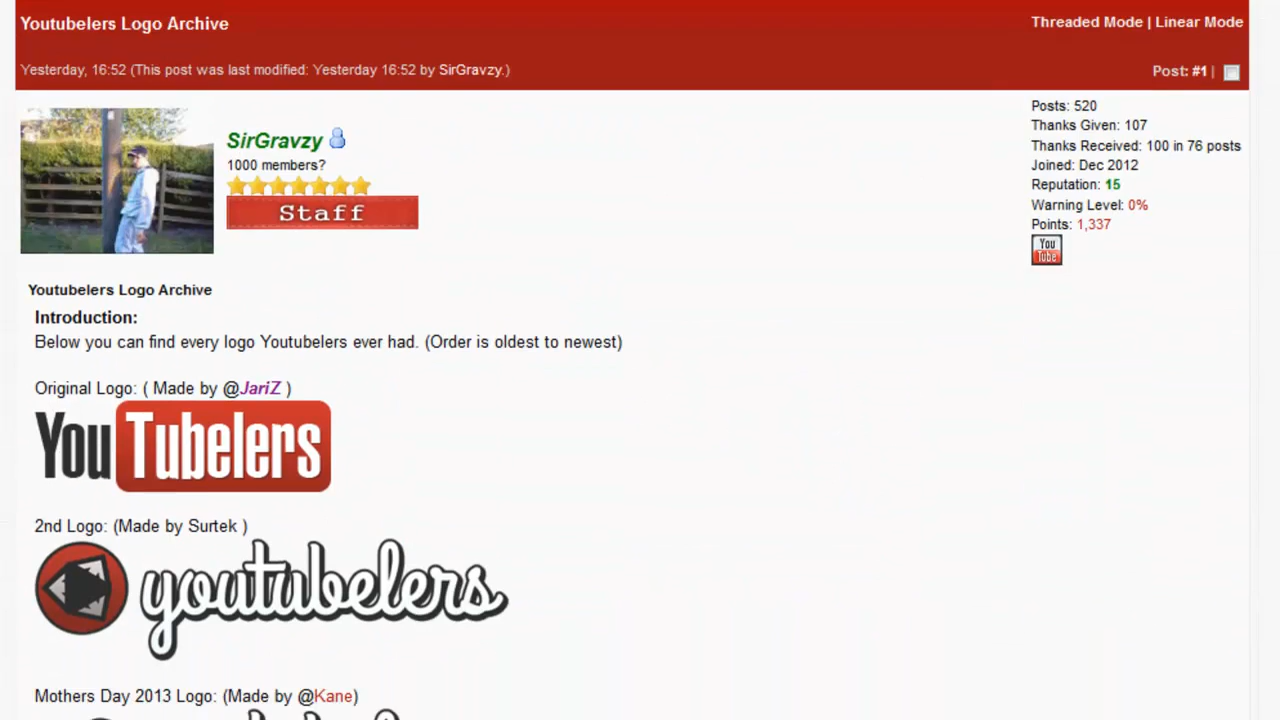 Youtubelers Logo Archive
Threaded Mode | Linear Mode
Yesterday, 16:52 (This post was last modified: Yesterday 16:52 by SirGravzy.)
Post: #1 |
SirGravzy
1000 members?
Staff
Posts: 520
Thanks Given: 107
Thanks Received: 100 in 76 posts
Joined: Dec 2012
Reputation: 15
Warning Level: 0%
Points: 1,337
You
Tube
Youtubelers Logo Archive
Introduction:
Below you can find every logo Youtubelers ever had. (Order is oldest to newest)
Original Logo: ( Made by @JariZ )
YouTubelers
2nd Logo: (Made by Surtek )
youtubelers
Mothers Day 2013 Logo: (Made by @Kane)